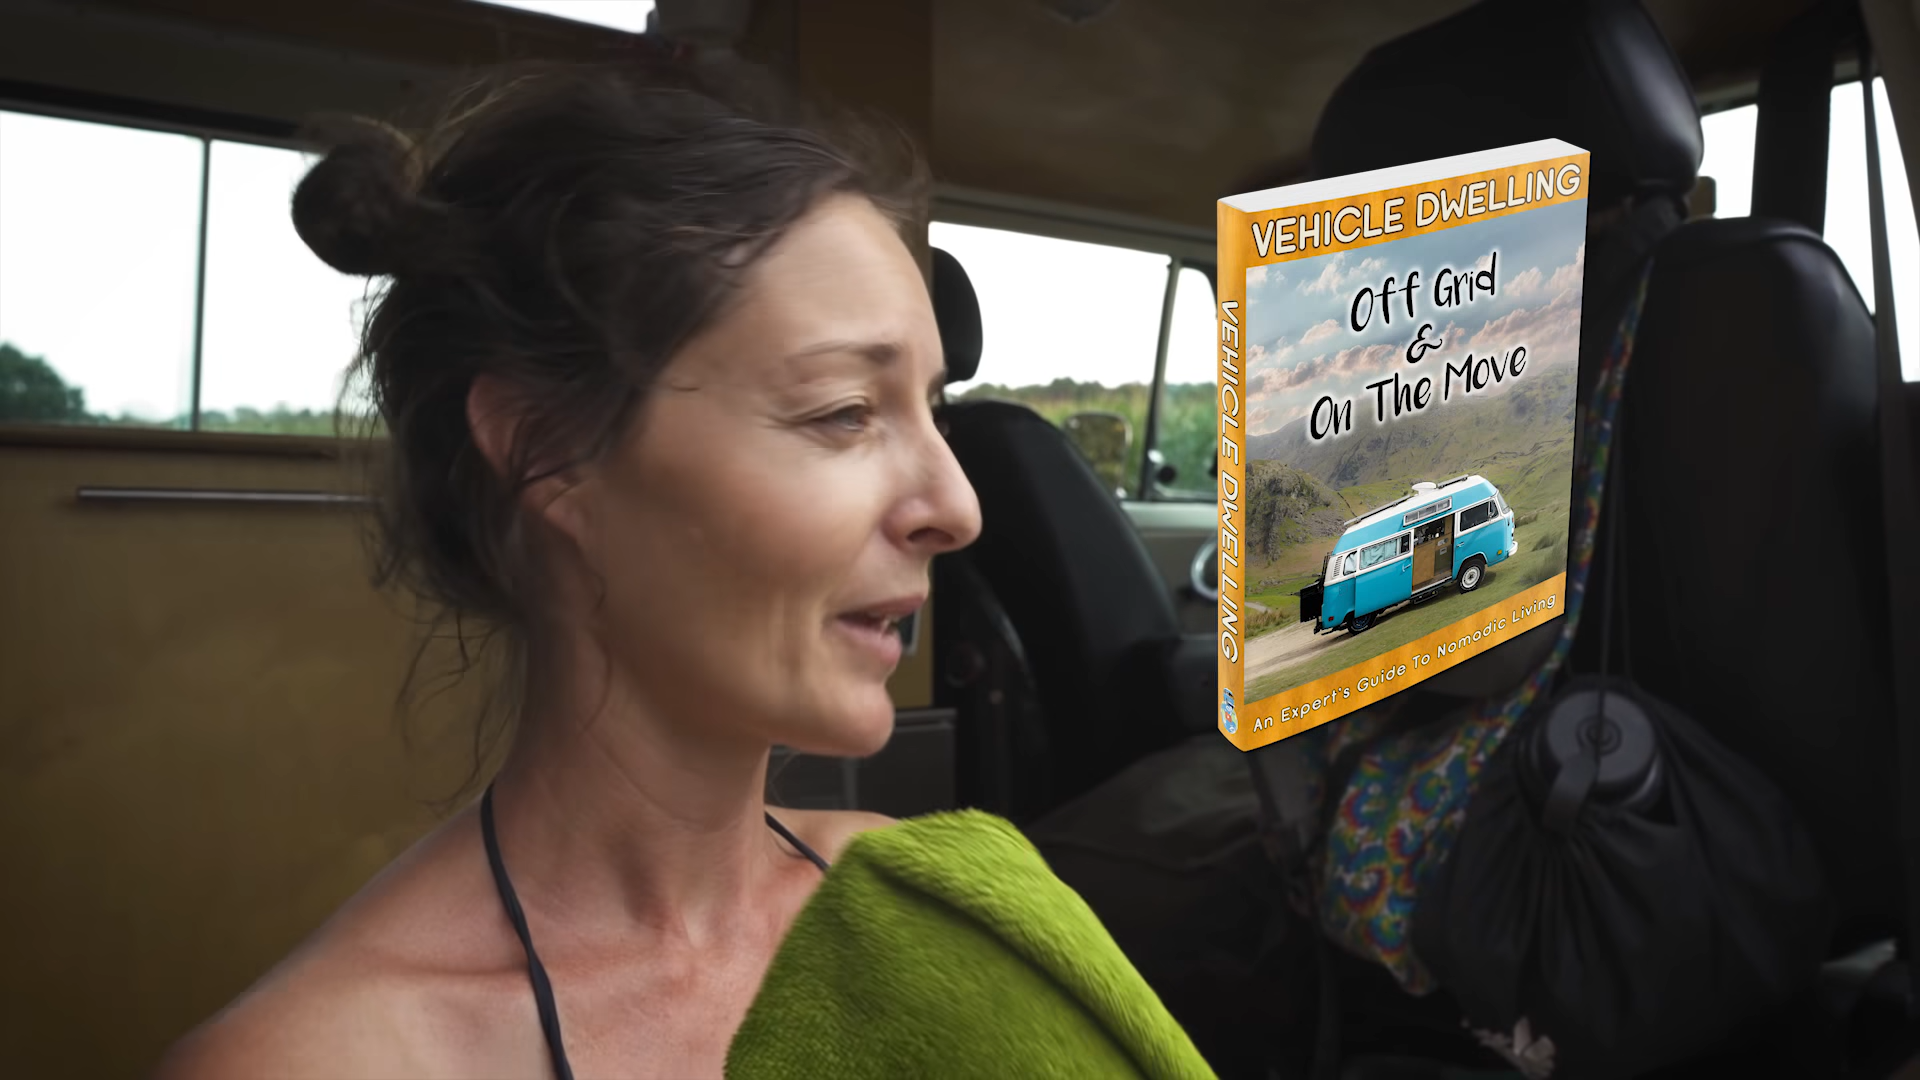 VEHICLE DWELLING
Off Grid
&
On The Move
An Expert's Guide To Nomadic Living
VEHICLE DWELLING